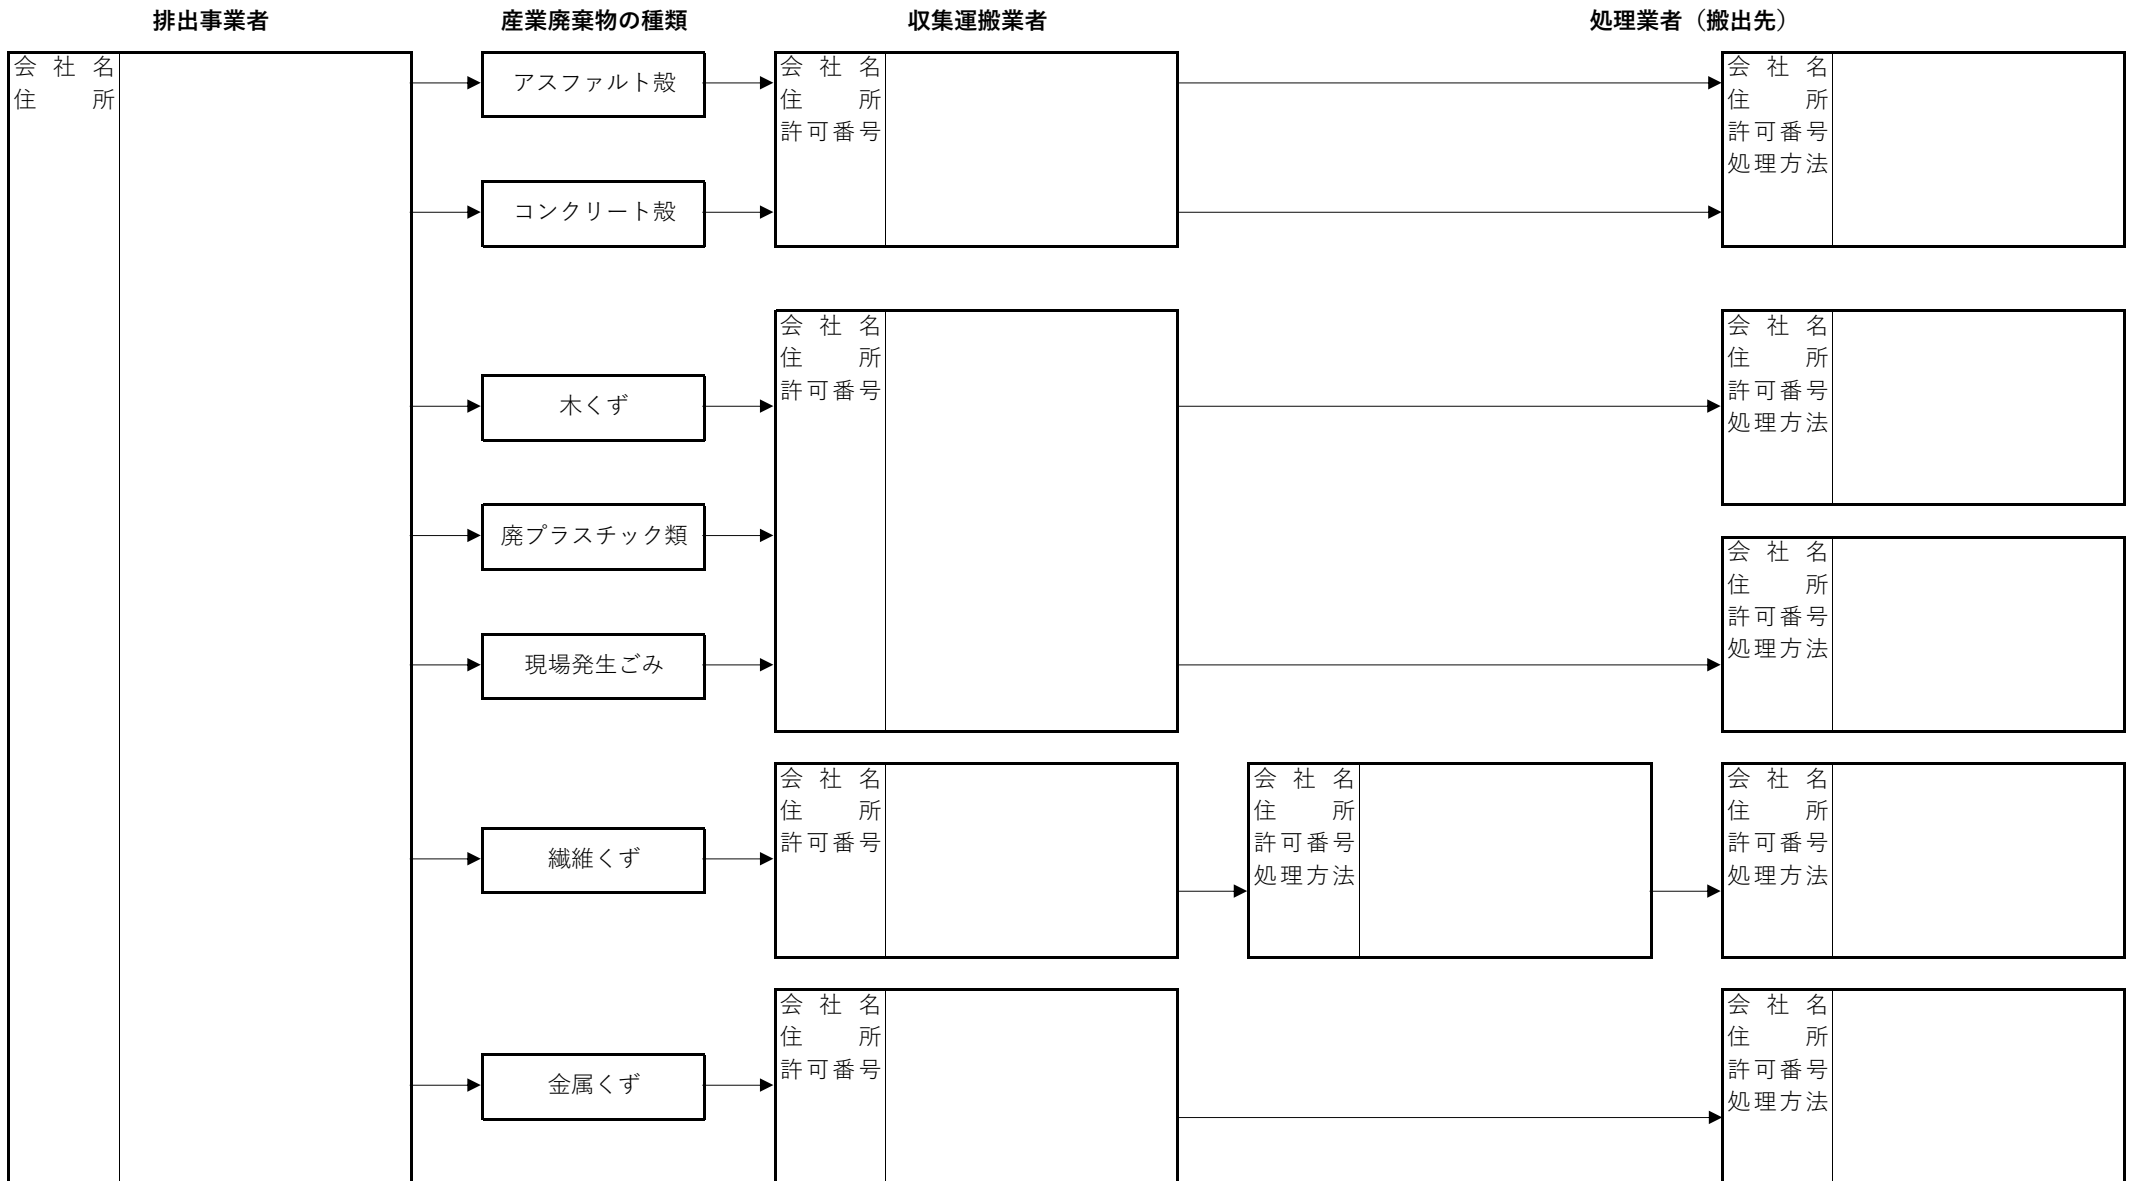 排出事業者
産業廃棄物の種類
収集運搬業者
処理業者（搬出先）
会社名
住所
アスファルト殻
コンクリート殻
木くず
廃プラスチック類
現場発生ごみ
繊維くず
金属くず
会社名
住所
許可番号
会社名
住所
許可番号
会社名
住所
許可番号
会社名
住所
許可番号
会社名
住所
許可番号
処理方法
会社名
住所
許可番号
処理方法
会社名
住所
許可番号
処理方法
会社名
住所
許可番号
処理方法
会社名
住所
許可番号
処理方法
会社名
住所
許可番号
処理方法